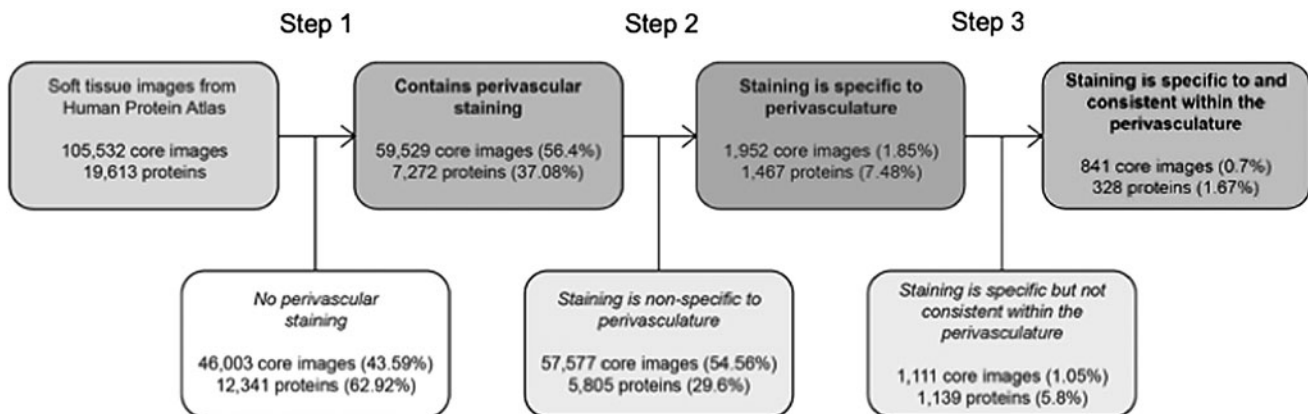 Step 1
Step 2
Step 3
Soft tissue images from
Human Protein Atlas
105,532 core images
19,613 proteins
Contains perivascular
staining
59,529 core images (56.4%)
7,272 proteins (37.08%)
Staining is specific to
perivasculature
1,952 core images (1.85%)
1,467 proteins (7.48%)
Staining is specific to and
consistent within the
perivasculature
841 core images (0.7%)
328 proteins (1.67%)
No perivascular
staining
46,003 core images (43.59%)
12,341 proteins (62.92%)
Staining is non-specific to
perivasculature
57,577 core images (54.56%)
5,805 proteins (29.6%)
Staining is specific but not
consistent within the
perivasculature
1,111 core images (1.05%)
1,139 proteins (5.8%)